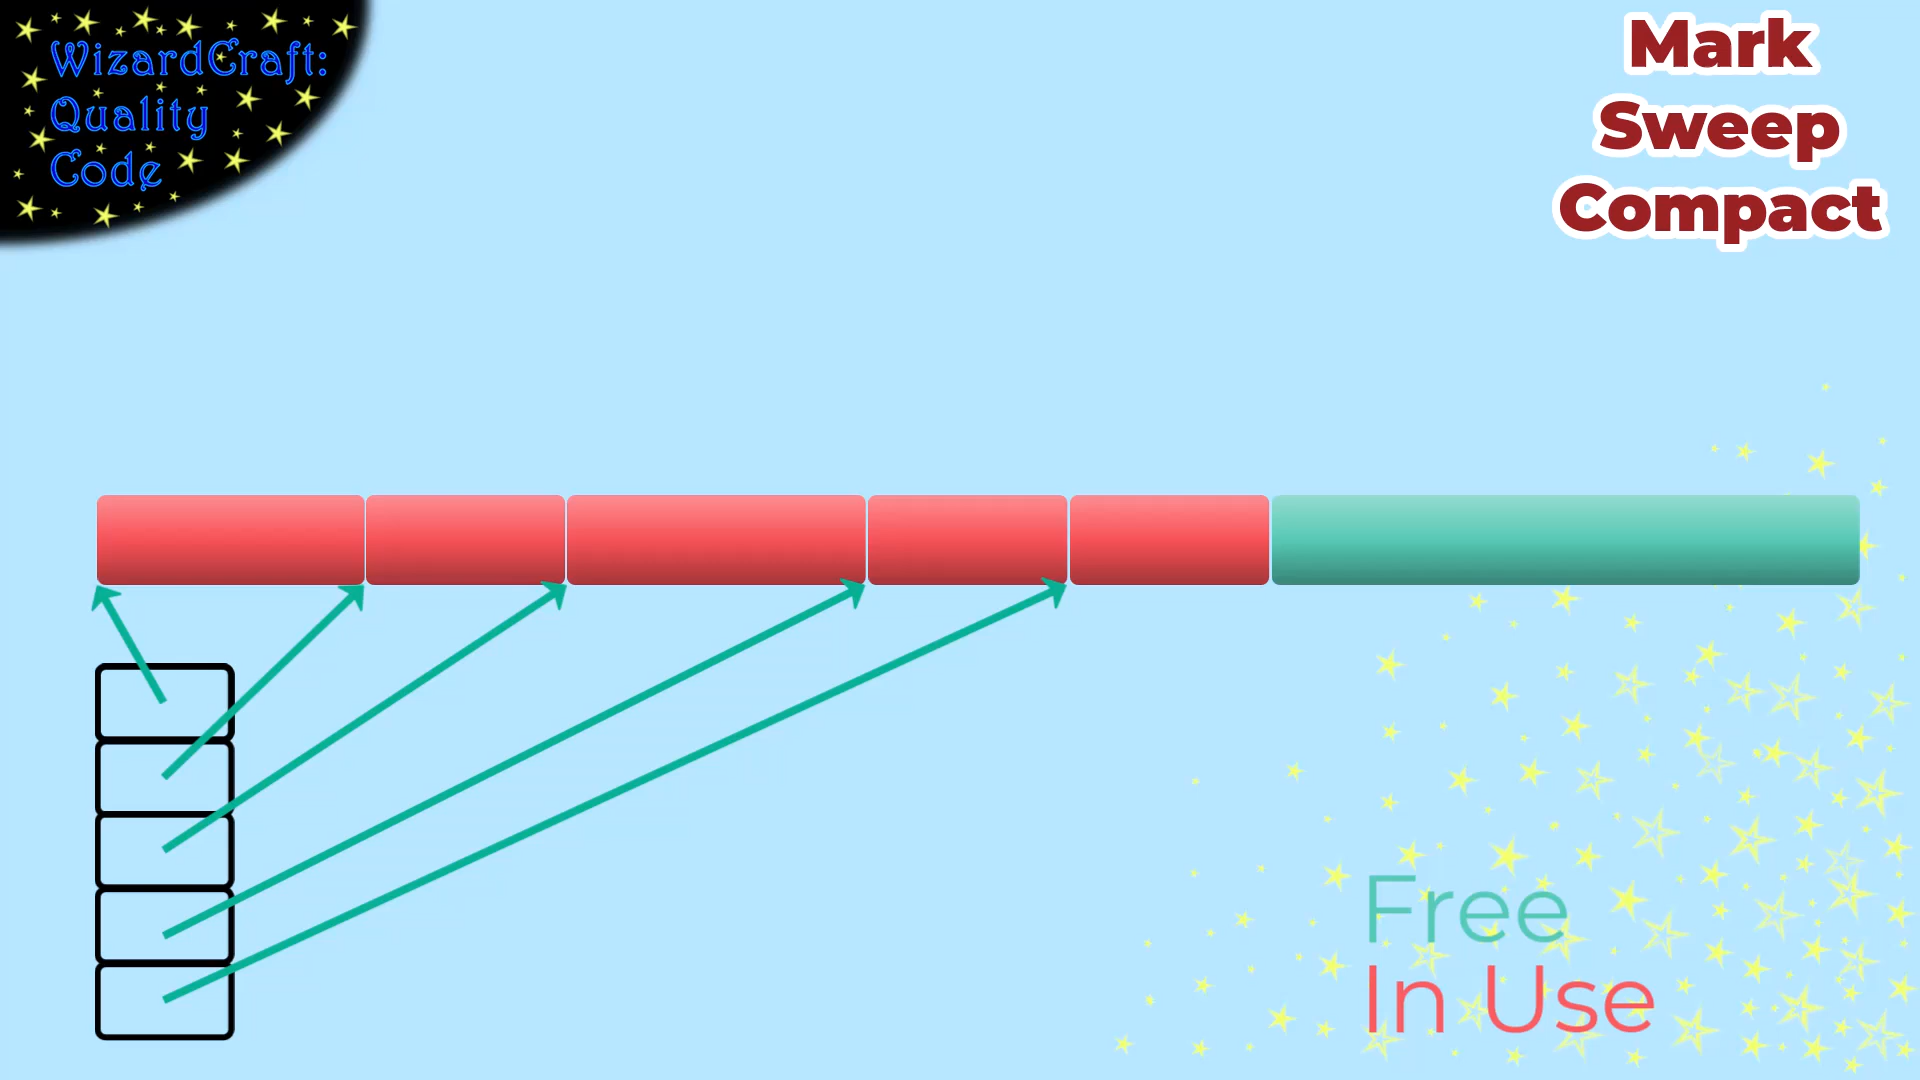 WizardCraft:
Quality
Code
Mark
Sweep
Compact
Free
In Use